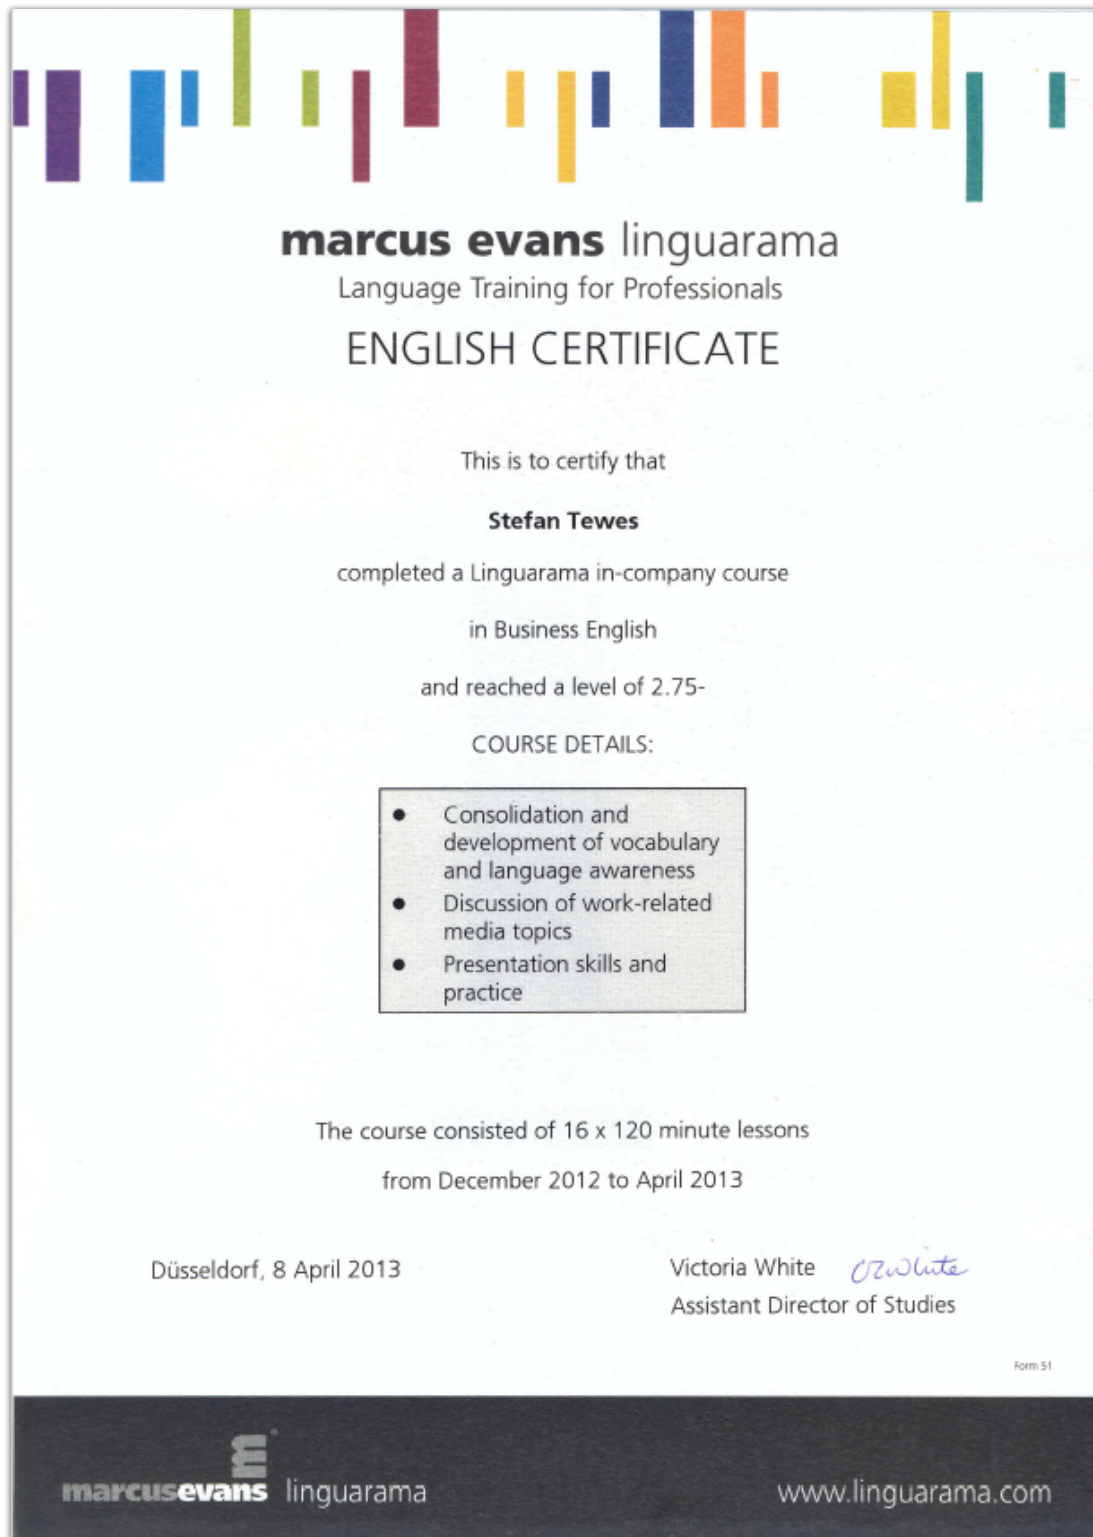 marcus evans linguarama
Language Training for Professionals
ENGLISH CERTIFICATE
This is to certify that
Stefan Tewes
completed a Linguarama in-company course
in Business English
and reached a level of 2.75-
COURSE DETAILS:
● Consolidation and
development of vocabulary
and language awareness
● Discussion of work-related
media topics
● Presentation skills and
practice
The course consisted of 16 x 120 minute lessons
from December 2012 to April 2013
Düsseldorf, 8 April 2013
Victoria White
Assistant Director of Studies
Form 51
marcusevans linguarama
www.linguarama.com